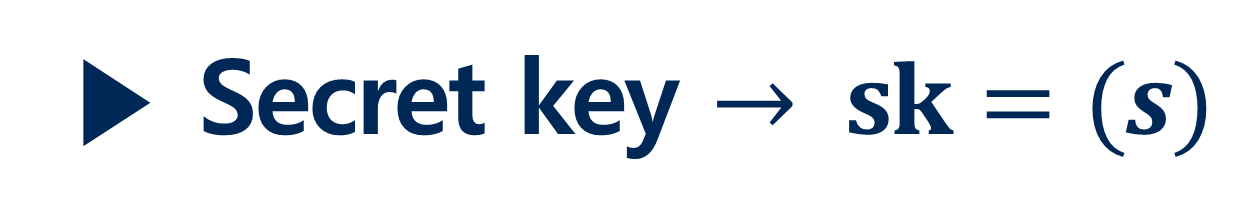 ▶ Secret key → sk = (s)